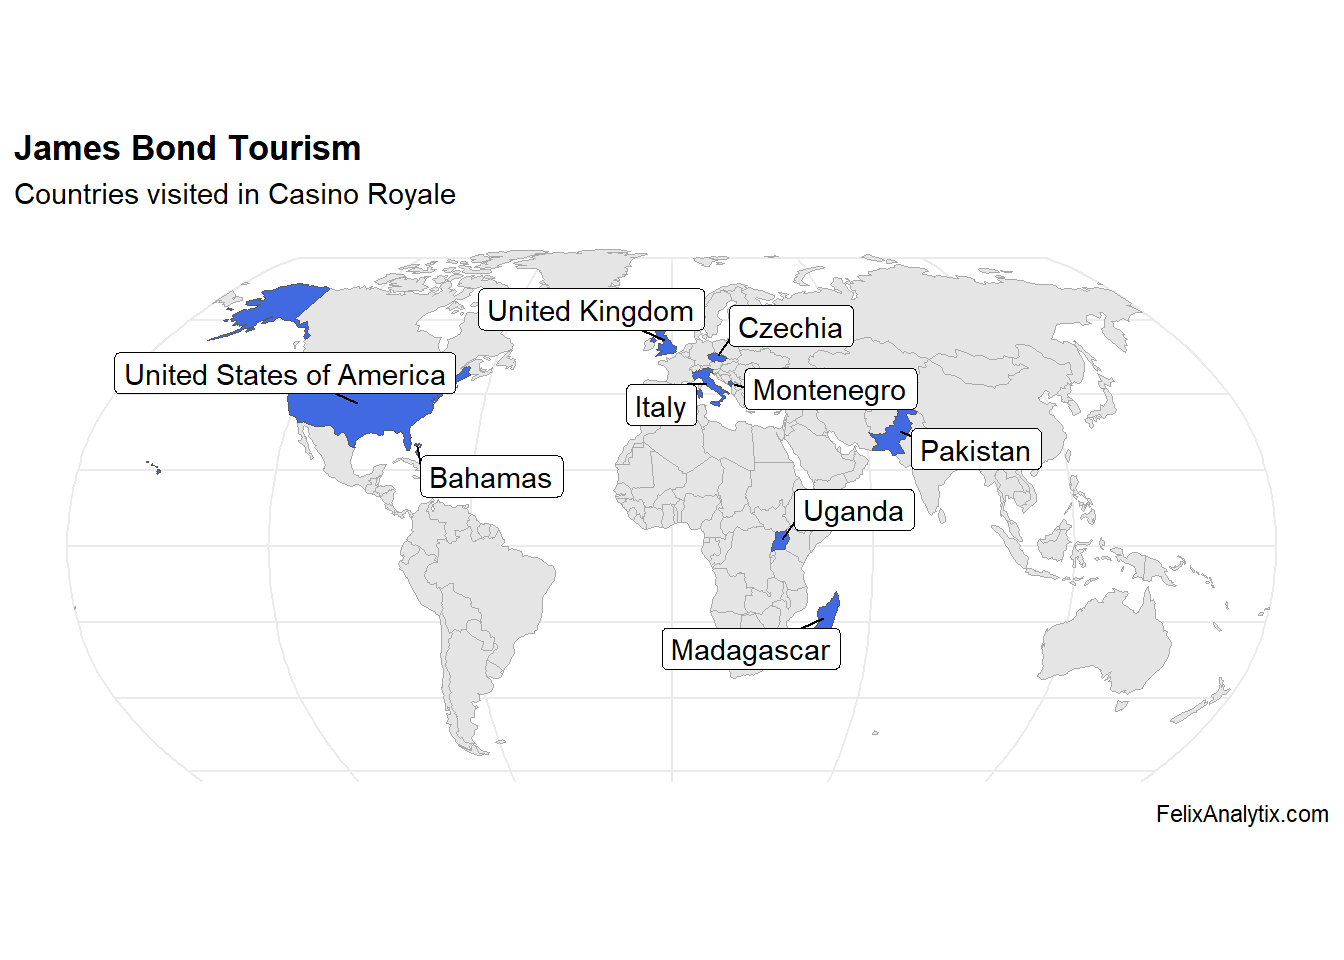 James Bond Tourism
Countries visited in Casino Royale
United Kingdom
Czechia
United States of America
Montenegro
Italy
Pakistan
Bahamas
Uganda
Madagascar
FelixAnalytix.com